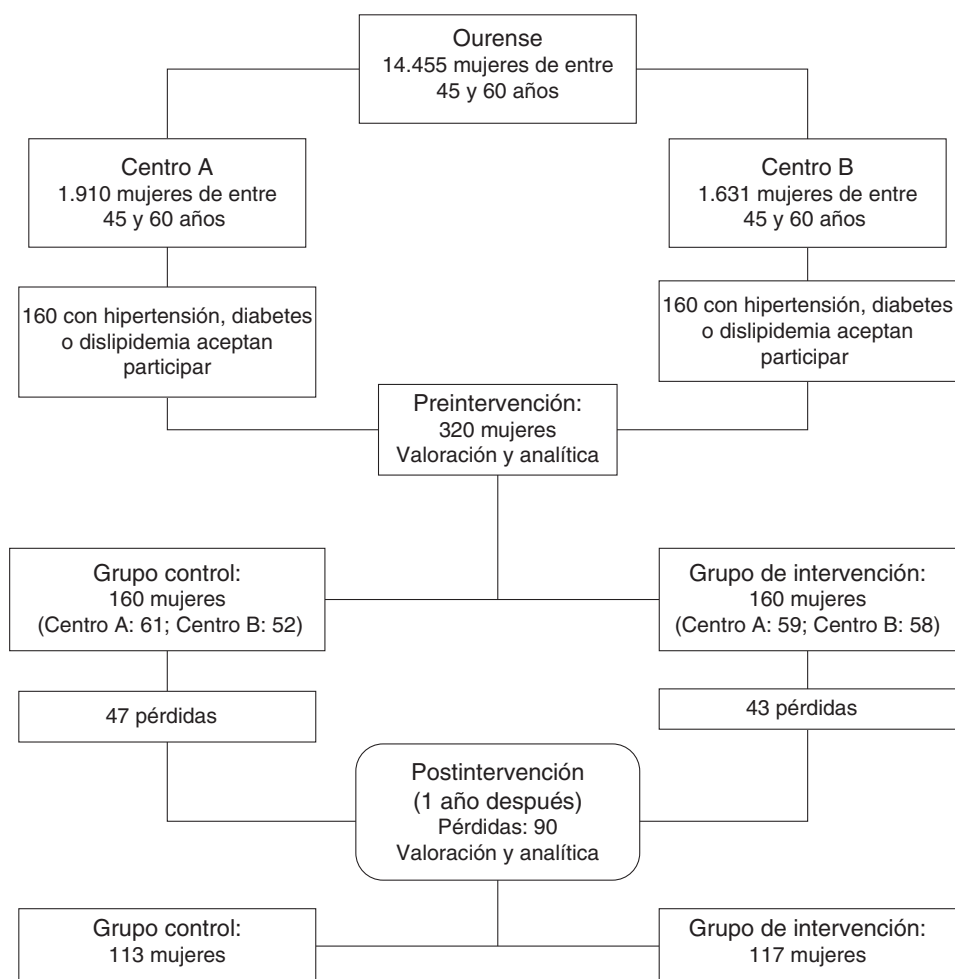 Ourense
14.455 mujeres de entre
45 y 60 años
Centro A
1.910 mujeres de entre
45 y 60 años
Centro B
1.631 mujeres de entre
45 y 60 años
160 con hipertensión, diabetes
o dislipidemia aceptan
participar
160 con hipertensión, diabetes
o dislipidemia aceptan
participar
Preintervención:
320 mujeres
Valoración y analítica
Grupo control:
160 mujeres
(Centro A: 61; Centro B: 52)
Grupo de intervención:
160 mujeres
(Centro A: 59; Centro B: 58)
47 pérdidas
43 pérdidas
Postintervención
(1 año después)
Pérdidas: 90
Valoración y analítica
Grupo control:
113 mujeres
Grupo de intervención:
117 mujeres